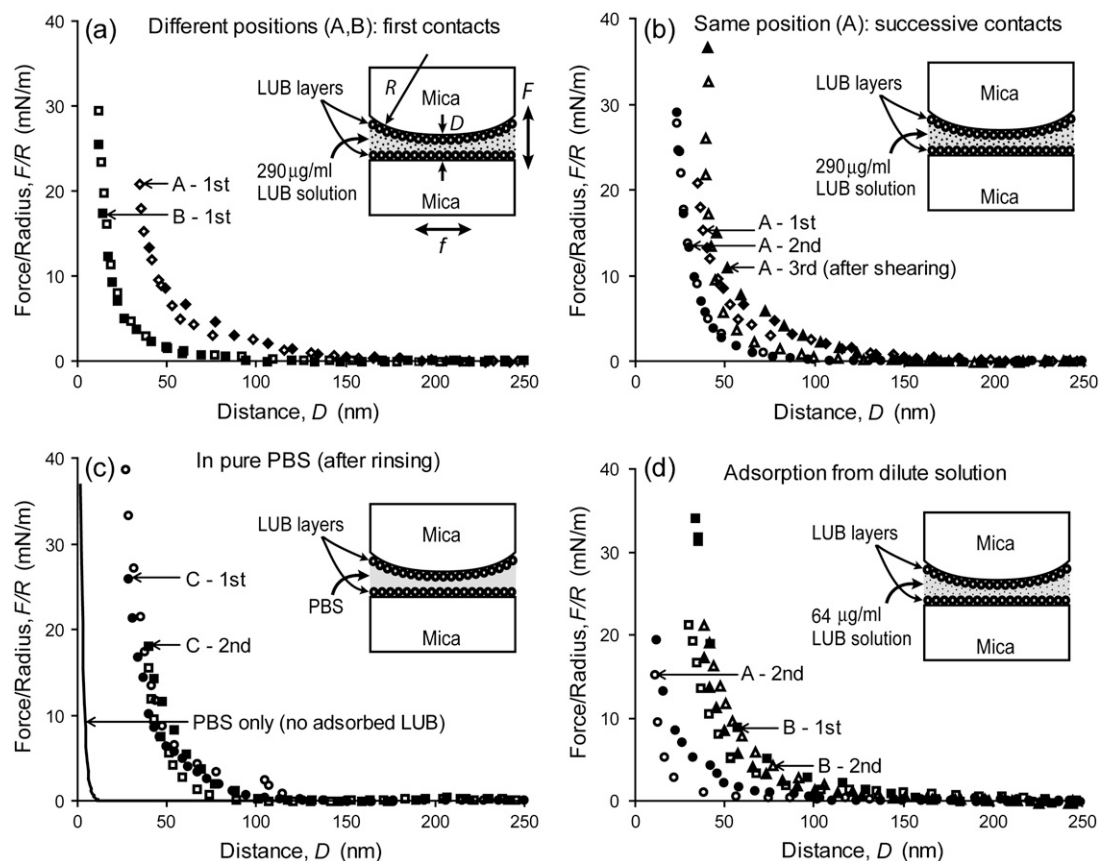 (a) Different positions (A,B): first contacts
Force/Radius, F/R (mN/m)
40
30
20
10
0
0 50 100 150 200 250
Distance, D (nm)
LUB layers
R
Mica
D
F
290 µg/ml
LUB solution
Mica
f
A - 1st
B - 1st
(b) Same position (A): successive contacts
Force/Radius, F/R (mN/m)
40
30
20
10
0
0 50 100 150 200 250
Distance, D (nm)
LUB layers
Mica
290 µg/ml
LUB solution
Mica
A - 1st
A - 2nd
A - 3rd (after shearing)
(c) In pure PBS (after rinsing)
Force/Radius, F/R (mN/m)
40
30
20
10
0
0 50 100 150 200 250
Distance, D (nm)
LUB layers
Mica
PBS
Mica
C - 1st
C - 2nd
PBS only (no adsorbed LUB)
(d) Adsorption from dilute solution
Force/Radius, F/R (mN/m)
40
30
20
10
0
0 50 100 150 200 250
Distance, D (nm)
LUB layers
Mica
64 µg/ml
LUB solution
Mica
A - 2nd
B - 1st
B - 2nd